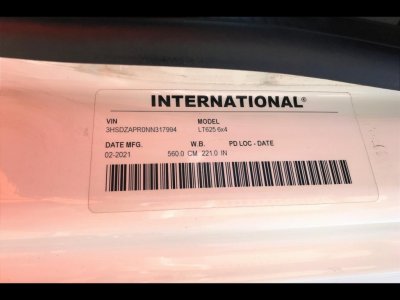 INTERNATIONAL®
VIN MODEL
3HSDZAPR0NN317994 LT625 6x4
DATE MFG. W.B. PD LOC - DATE
02-2021 560.0 CM 221.0 IN